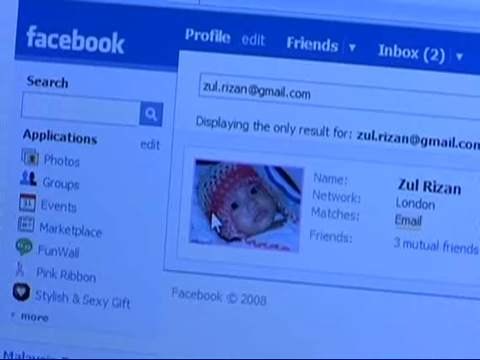 facebook
Profile edit Friends Inbox (2)
Search
zul.rizan@gmail.com
Displaying the only result for: zul.rizan@gmail.com
Applications edit
Photos
Groups
Events
Marketplace
FunWall
Pink Ribbon
Stylish & Sexy Gift
more
Name: Zul Rizan
Network: London
Matches: Email
Friends: 3 mutual friends
Facebook © 2008